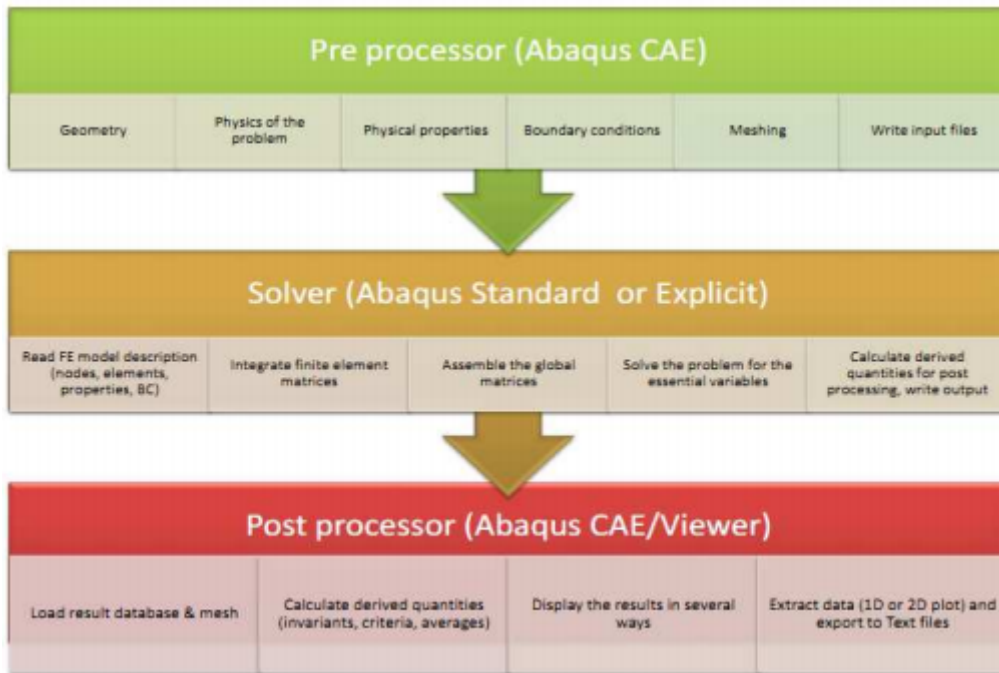 Pre processor (Abaqus CAE)
Geometry
Physics of the
problem
Physical properties
Boundary conditions
Meshing
Write input files
Solver (Abaqus Standard or Explicit)
Read FE model description
(nodes, elements,
properties, BC)
Integrate finite element
matrices
Assemble the global
matrices
Solve the problem for the
essential variables
Calculate derived
quantities for post
processing, write output
Post processor (Abaqus CAE/Viewer)
Load result database & mesh
Calculate derived quantities
(invariants, criteria, averages)
Display the results in several
ways
Extract data (1D or 2D plot) and
export to Text files